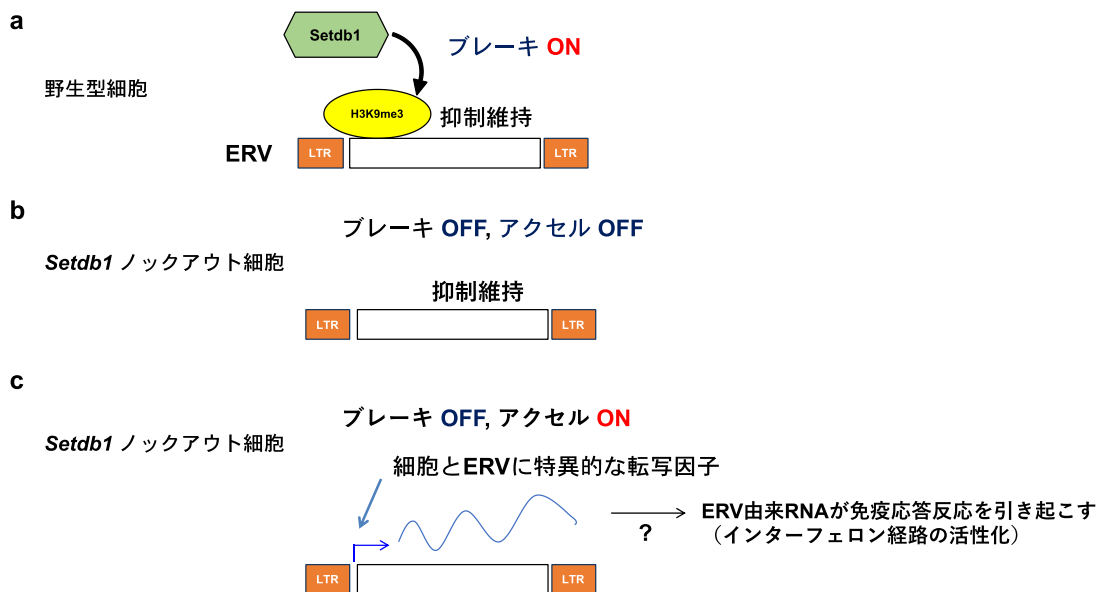 a
Setdb1
ブレーキ ON
野生型細胞
H3K9me3
抑制維持
ERV
LTR
LTR
b
ブレーキ OFF, アクセル OFF
Setdb1 ノックアウト細胞
抑制維持
LTR
LTR
c
ブレーキ OFF, アクセル ON
Setdb1 ノックアウト細胞
細胞とERVに特異的な転写因子
?
ERV由来RNAが免疫応答反応を引き起こす
（インターフェロン経路の活性化）
LTR
LTR